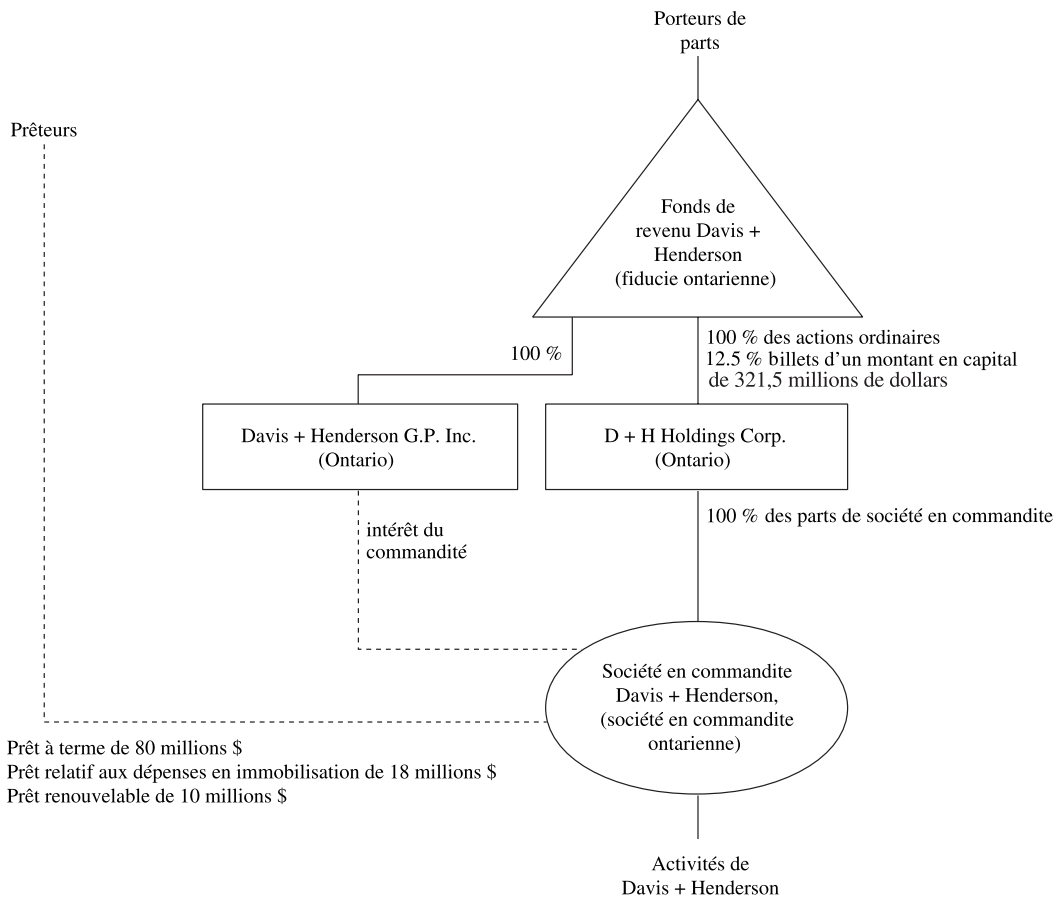 Porteurs de
parts
Prêteurs
Fonds de
revenu Davis +
Henderson
(fiducie ontarienne)
100 %
100 % des actions ordinaires
12.5 % billets d'un montant en capital
de 321,5 millions de dollars
Davis + Henderson G.P. Inc.
(Ontario)
D + H Holdings Corp.
(Ontario)
intérêt du
commandité
100 % des parts de société en commandite
Société en commandite
Davis + Henderson,
(société en commandite
ontarienne)
Prêt à terme de 80 millions $
Prêt relatif aux dépenses en immobilisation de 18 millions $
Prêt renouvelable de 10 millions $
Activités de
Davis + Henderson